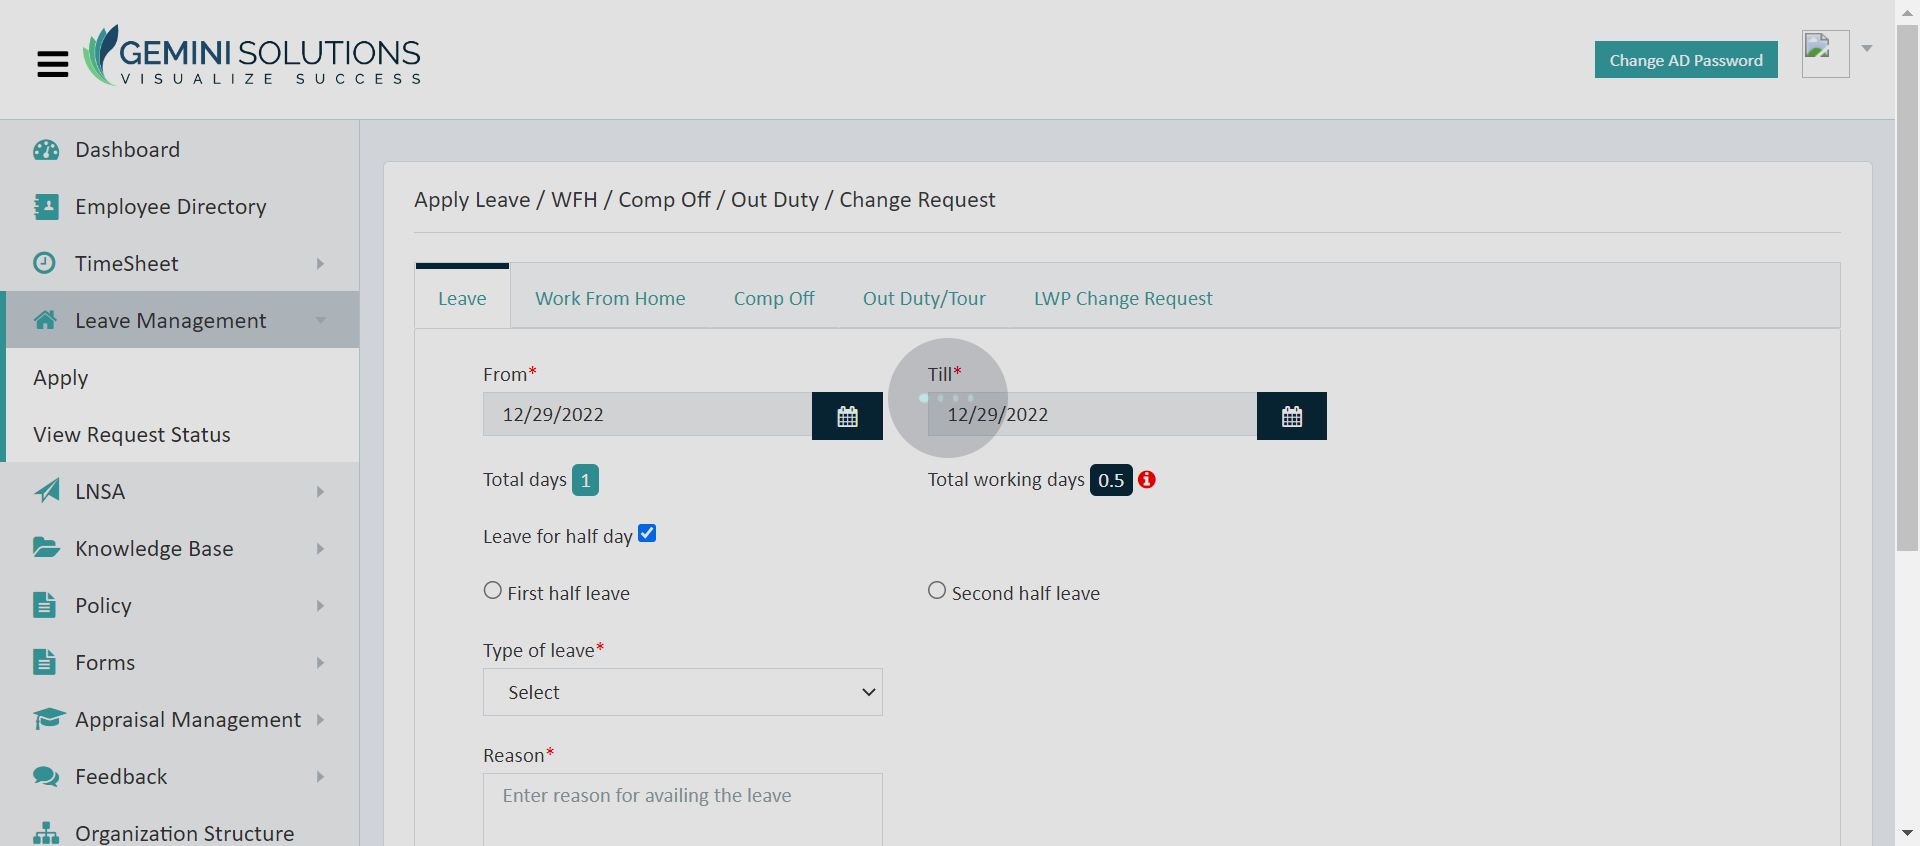 GEMINI SOLUTIONS
VISUALIZE SUCCESS
Change AD Password
Dashboard
Employee Directory
TimeSheet
Leave Management
Apply
View Request Status
LNSA
Knowledge Base
Policy
Forms
Appraisal Management
Feedback
Organization Structure
Apply Leave / WFH / Comp Off / Out Duty / Change Request
Leave Work From Home Comp Off Out Duty/Tour LWP Change Request
From* Till*
12/29/2022 12/29/2022
Total days 1 Total working days 0.5
Leave for half day
First half leave Second half leave
Type of leave*
Select
Reason*
Enter reason for availing the leave